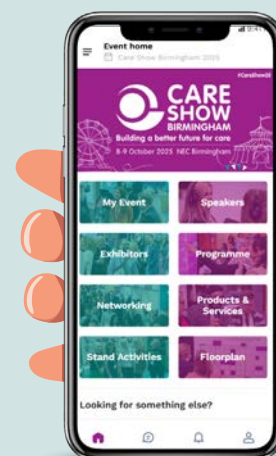 Event home
Care Show Birmingham 2025
#CareShow25
CARE
SHOW
BIRMINGHAM
Building a better future for care
8-9 October 2025 NEC Birmingham
My Event
Speakers
Exhibitors
Programme
Networking
Products &
Services
Stand Activities
Floorplan
Looking for something else?